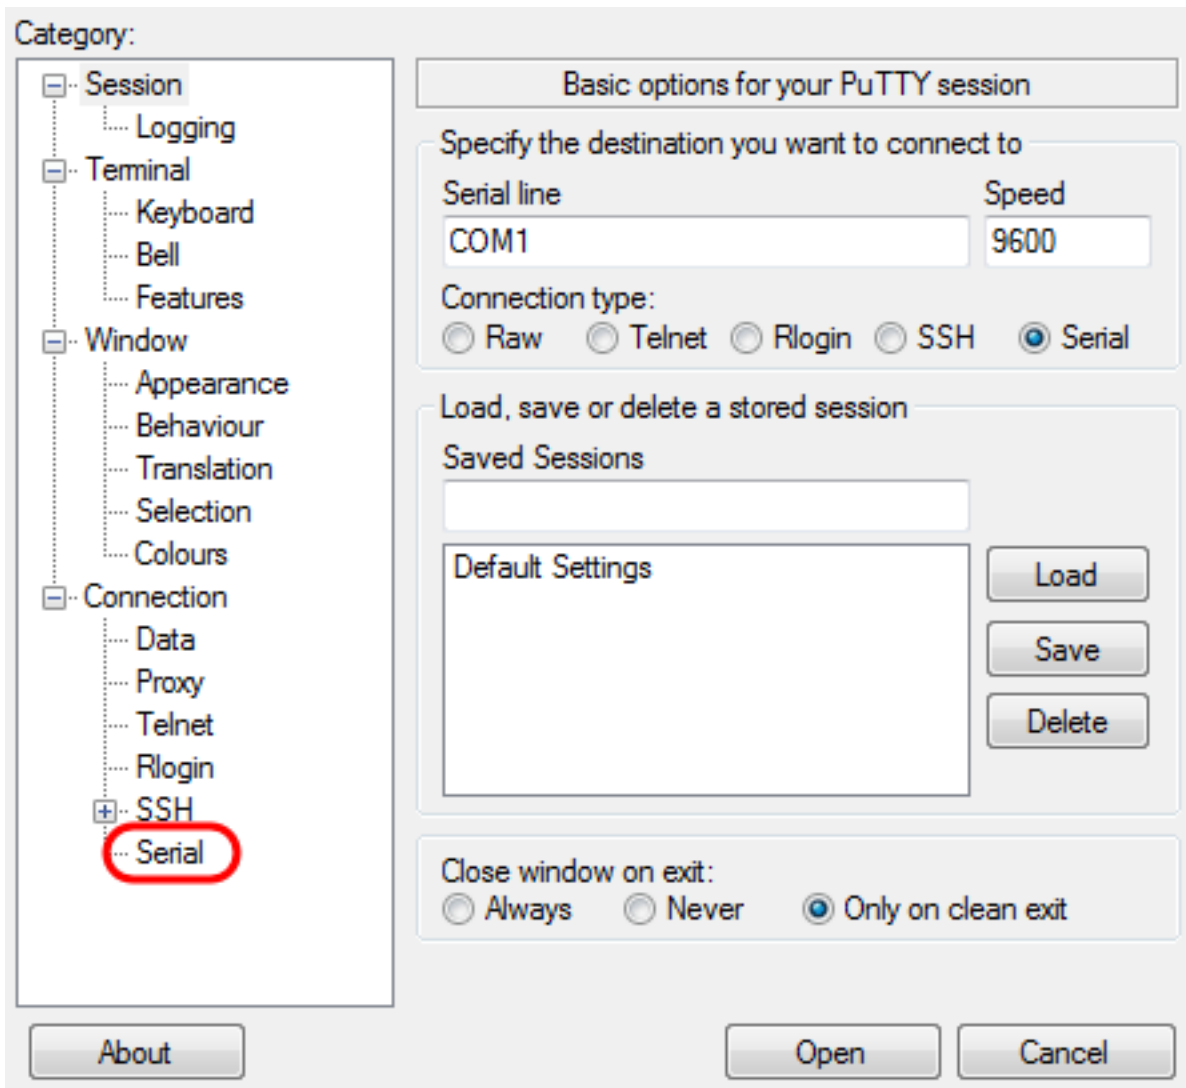 Category:
Session
Logging
Terminal
Keyboard
Bell
Features
Window
Appearance
Behaviour
Translation
Selection
Colours
Connection
Data
Proxy
Telnet
Rlogin
SSH
Serial
Basic options for your PuTTY session
Specify the destination you want to connect to
Serial line Speed
COM1 9600
Connection type:
Raw Telnet Rlogin SSH Serial
Load, save or delete a stored session
Saved Sessions
Default Settings
Load
Save
Delete
Close window on exit:
Always Never Only on clean exit
About Open Cancel